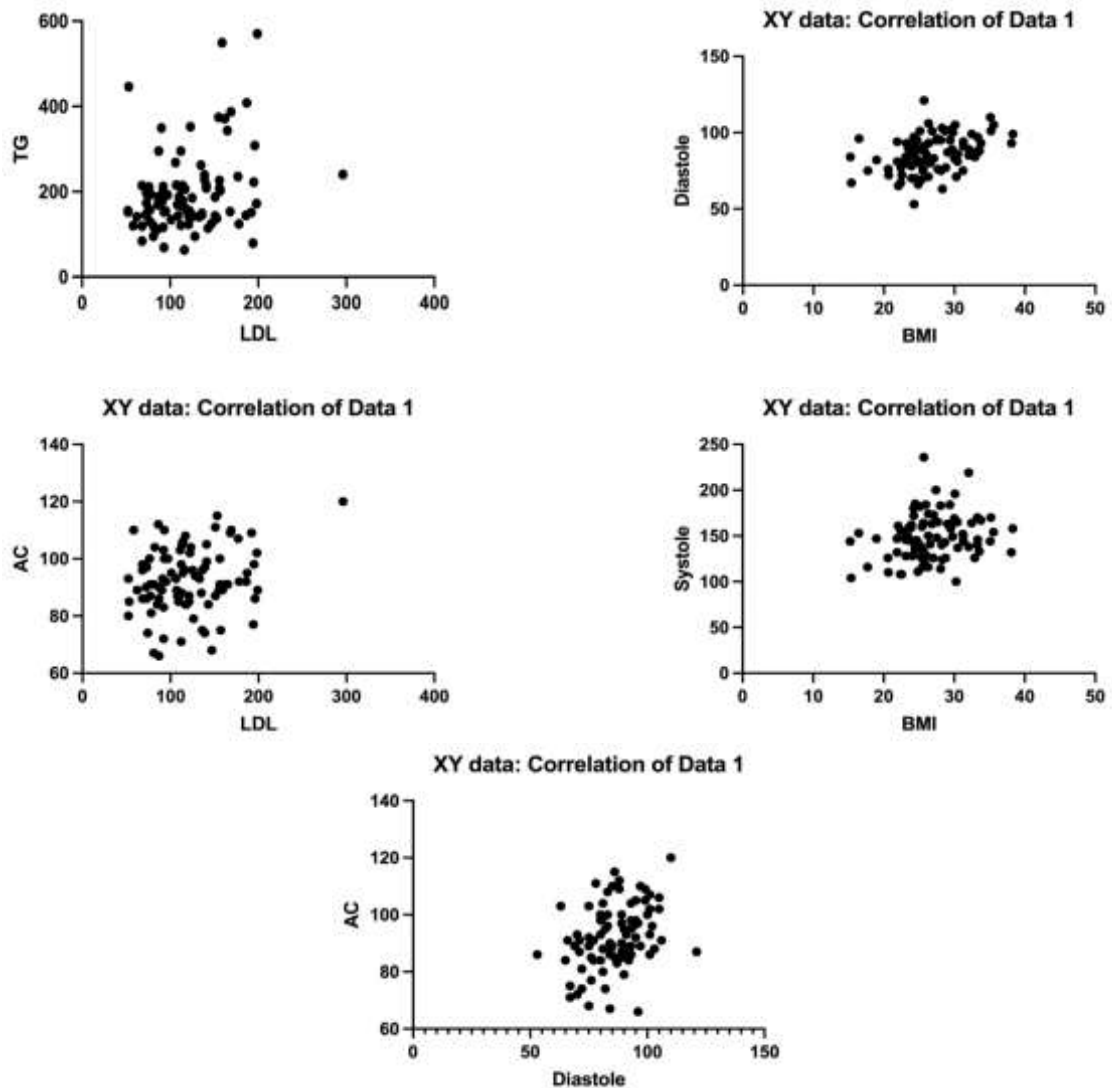 600
400
200
0
TG
0 100 200 300 400
LDL
XY data: Correlation of Data 1
150
100
50
0
Diastole
0 10 20 30 40 50
BMI
XY data: Correlation of Data 1
140
120
100
80
60
AC
0 100 200 300 400
LDL
XY data: Correlation of Data 1
250
200
150
100
50
0
Systole
0 10 20 30 40 50
BMI
XY data: Correlation of Data 1
140
120
100
80
60
AC
0 50 100 150
Diastole